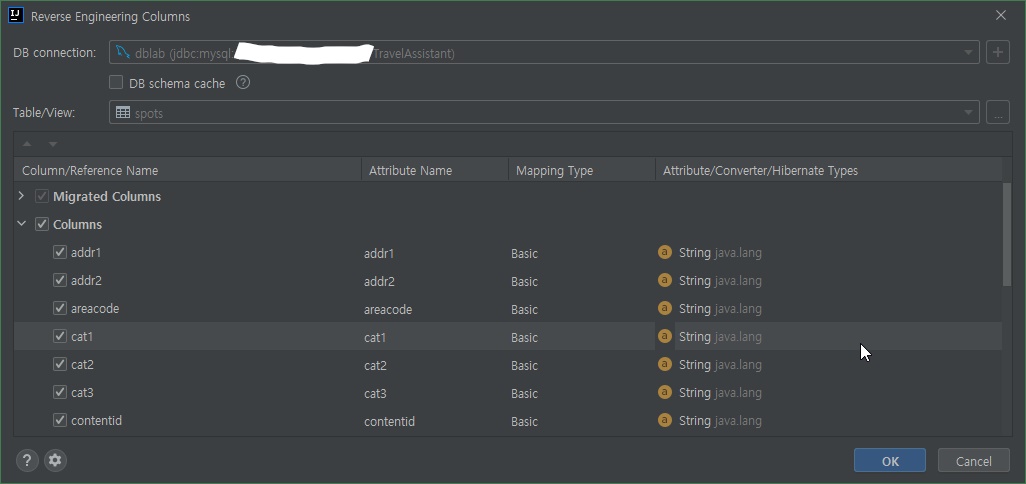 Reverse Engineering Columns
DB connection: dblab (jdbc:mysql: TravelAssistant)
DB schema cache ?
Table/View: spots ...
Column/Reference Name Attribute Name Mapping Type Attribute/Converter/Hibernate Types
Migrated Columns
Columns
addr1 addr1 Basic a String java.lang
addr2 addr2 Basic a String java.lang
areacode areacode Basic a String java.lang
cat1 cat1 Basic a String java.lang
cat2 cat2 Basic a String java.lang
cat3 cat3 Basic a String java.lang
contentid contentid Basic a String java.lang
? OK Cancel